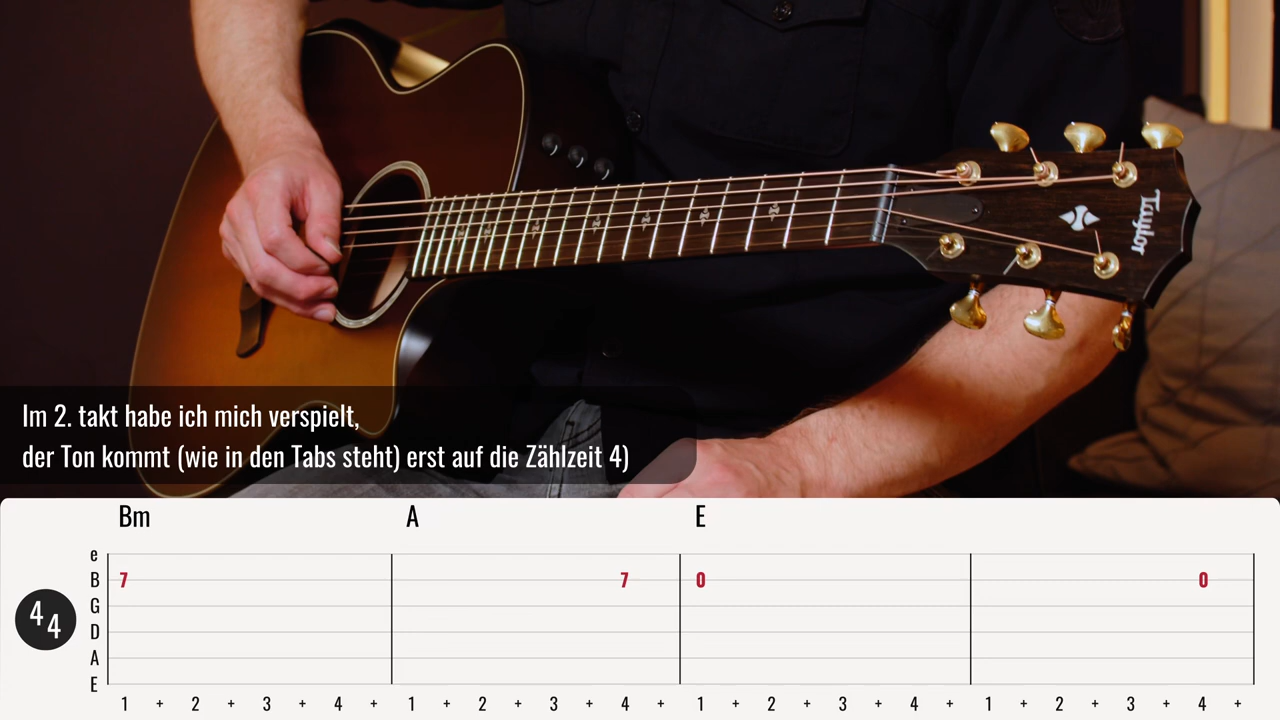 Taylor
Im 2. takt habe ich mich verspielt,
der Ton kommt (wie in den Tabs steht) erst auf die Zählzeit 4)
Bm A E
e
B 7 7 0 0
G
4 4
D
A
E
1 + 2 + 3 + 4 + 1 + 2 + 3 + 4 + 1 + 2 + 3 + 4 + 1 + 2 + 3 + 4 +